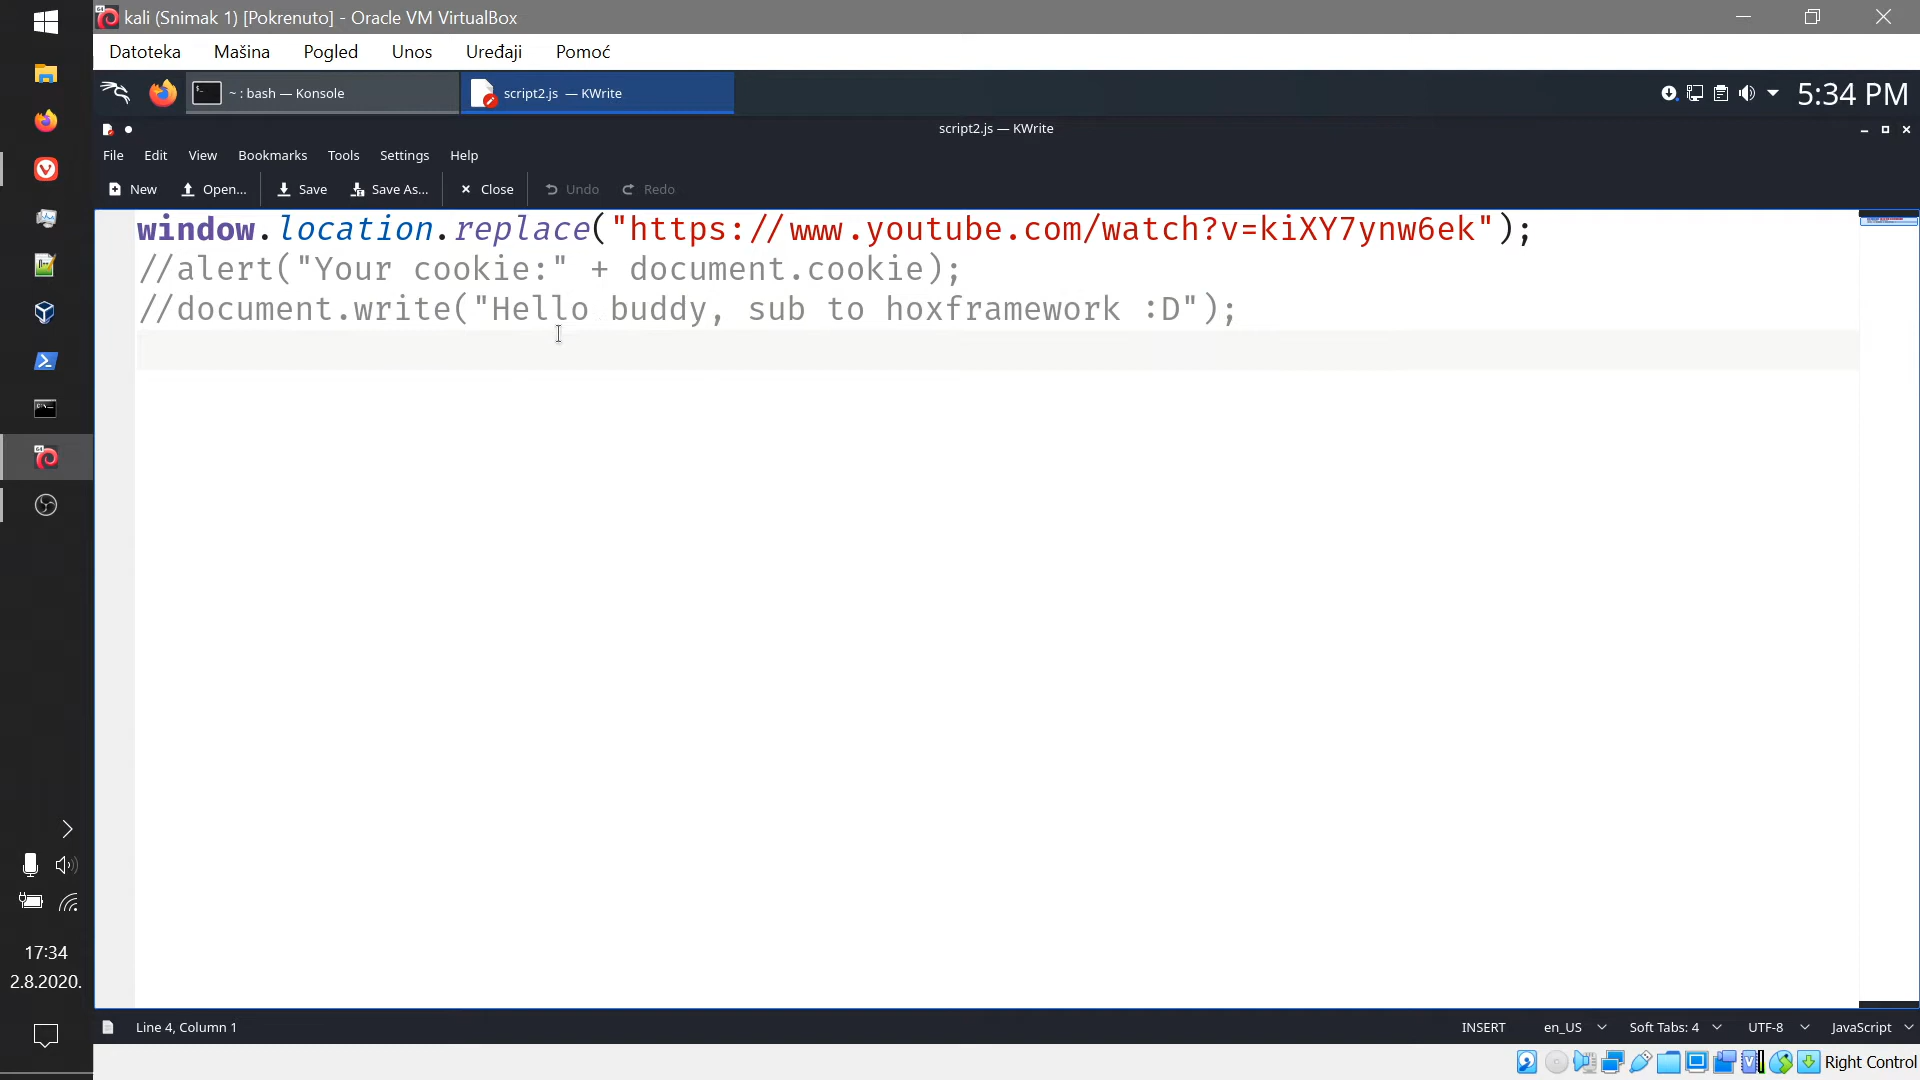 kali (Snimak 1) [Pokrenuto] - Oracle VM VirtualBox
Datoteka Mašina Pogled Unos Uređaji Pomoć
~ : bash — Konsole script2.js — KWrite 5:34 PM
script2.js — KWrite
File Edit View Bookmarks Tools Settings Help
New Open... Save Save As... Close Undo Redo
window.location.replace("https://www.youtube.com/watch?v=kiXY7ynw6ek");
//alert("Your cookie:" + document.cookie);
//document.write("Hello buddy, sub to hoxframework :D");
17:34
2.8.2020.
Line 4, Column 1 INSERT en_US Soft Tabs: 4 UTF-8 JavaScript
Right Control